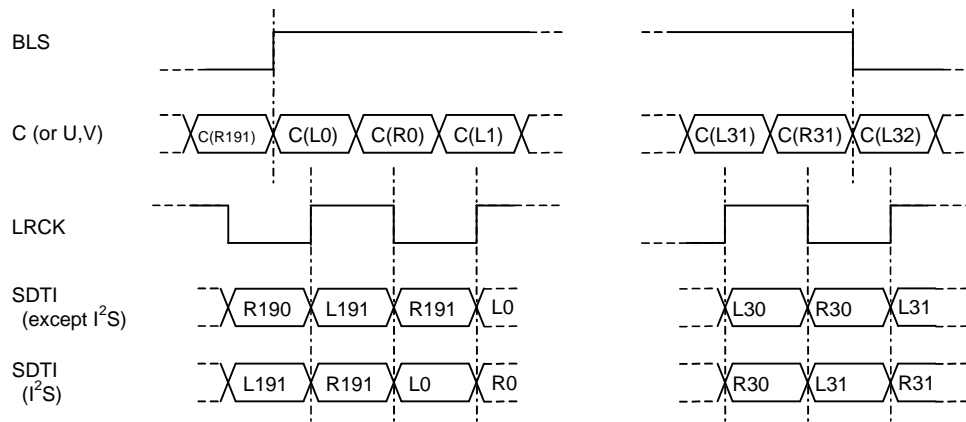 BLS
C (or U,V) C(R191) C(L0) C(R0) C(L1) C(L31) C(R31) C(L32)
LRCK
SDTI
(except I²S) R190 L191 R191 L0 L30 R30 L31
SDTI
(I²S) L191 R191 L0 R0 R30 L31 R31